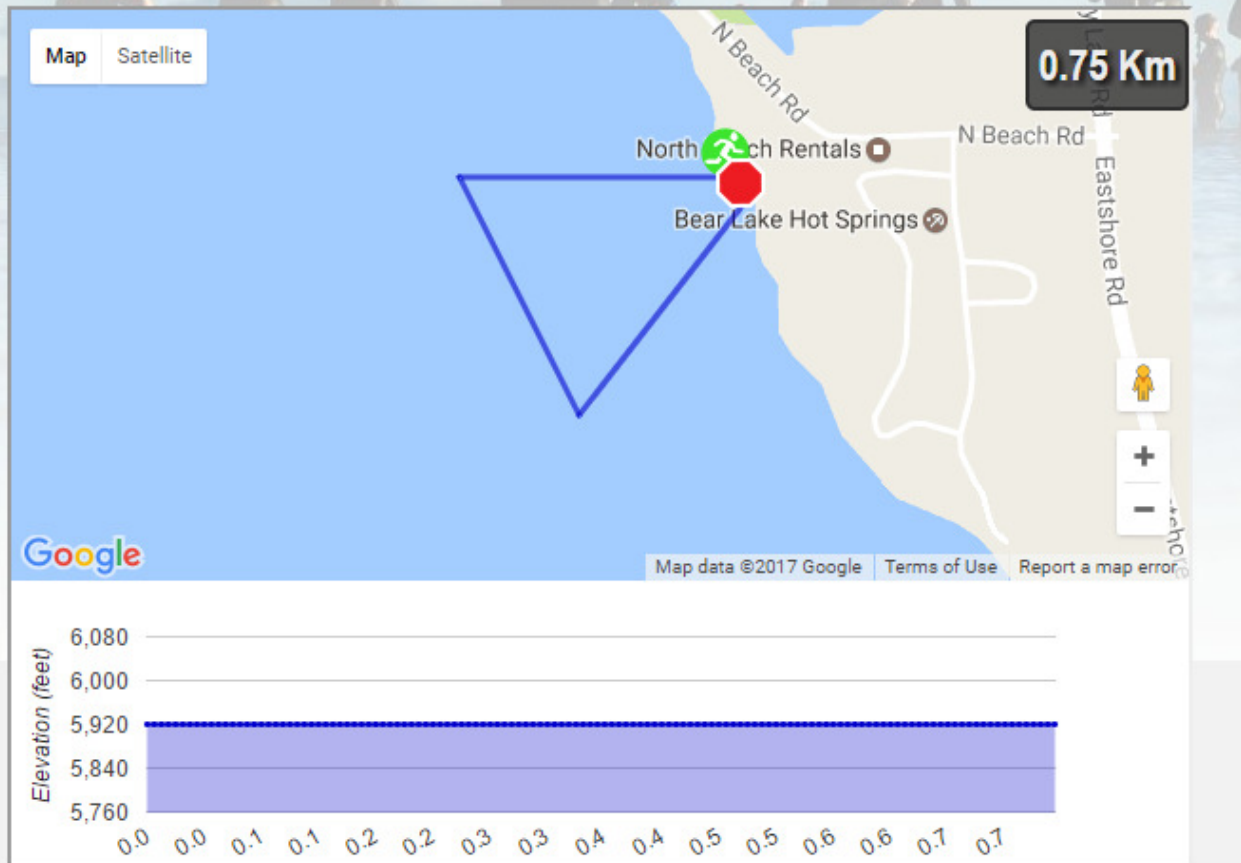 Map Satellite
0.75 Km
N Beach Rd
North ch Rentals
N Beach Rd
Bear Lake Hot Springs
Eastshore Rd
+
−
Google
Map data ©2017 Google Terms of Use Report a map error
Elevation (feet)
6,080
6,000
5,920
5,840
5,760
0.0 0.0 0.1 0.1 0.2 0.2 0.3 0.3 0.4 0.4 0.5 0.5 0.6 0.6 0.7 0.7